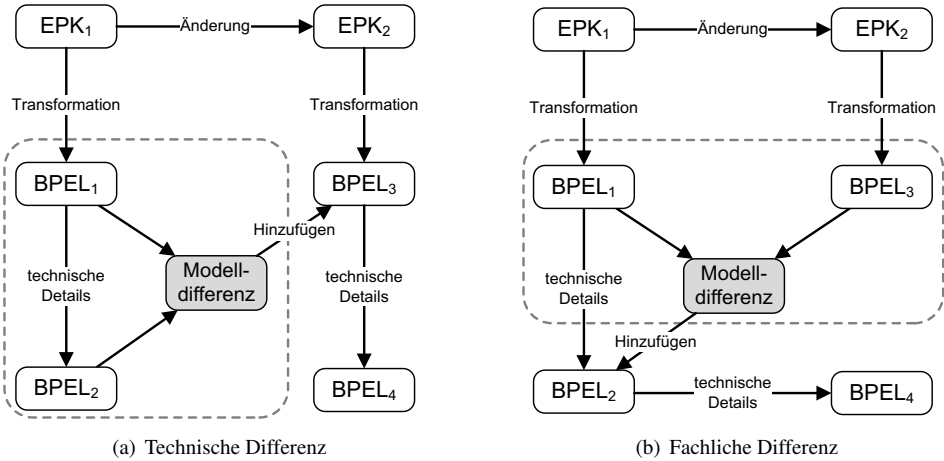 EPK1
Änderung
EPK2
Transformation
Transformation
BPEL1
BPEL3
Hinzufügen
technische
Details
Modell-
differenz
technische
Details
BPEL2
BPEL4
(a) Technische Differenz
EPK1
Änderung
EPK2
Transformation
Transformation
BPEL1
BPEL3
technische
Details
Modell-
differenz
Hinzufügen
BPEL2
technische
Details
BPEL4
(b) Fachliche Differenz